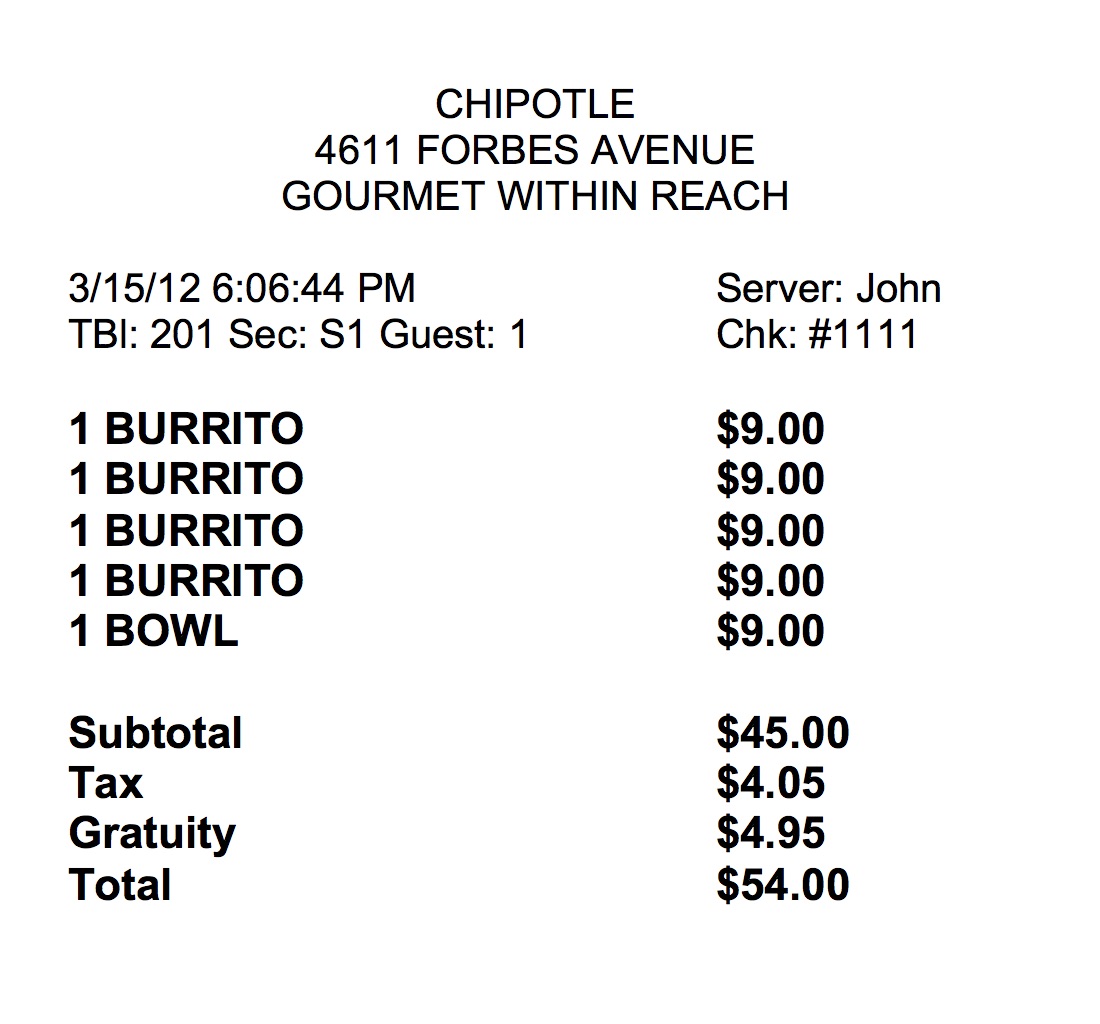 CHIPOTLE
4611 FORBES AVENUE
GOURMET WITHIN REACH
3/15/12 6:06:44 PM Server: John
TBl: 201 Sec: S1 Guest: 1 Chk: #1111
1 BURRITO $9.00
1 BURRITO $9.00
1 BURRITO $9.00
1 BURRITO $9.00
1 BOWL $9.00
Subtotal $45.00
Tax $4.05
Gratuity $4.95
Total $54.00